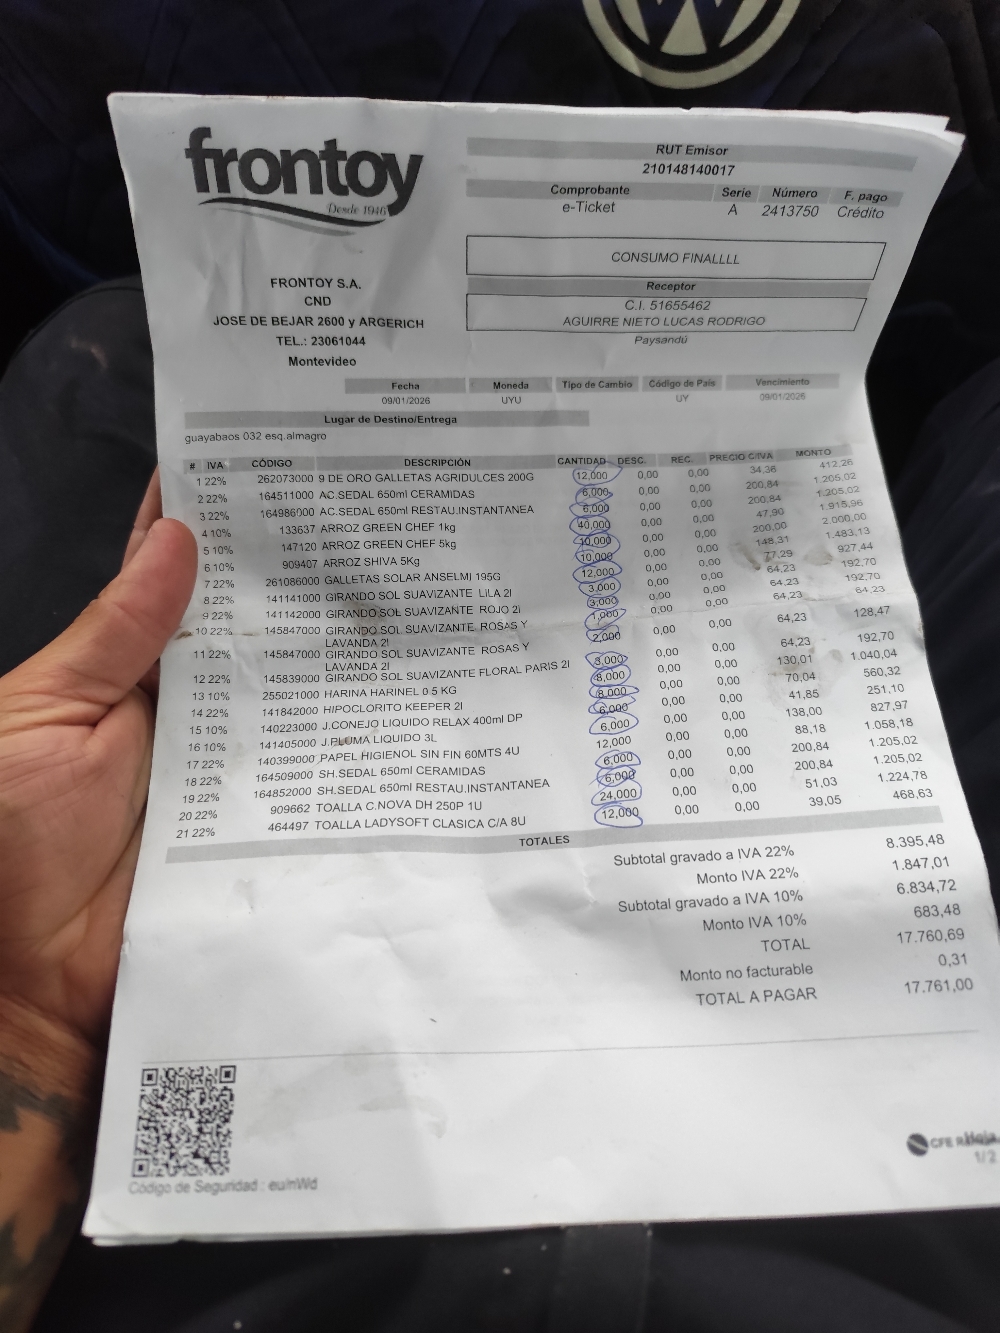 frontoy
Desde 1946
RUT Emisor
210148140017
Comprobante Serie Número F. pago
e-Ticket A 2413750 Crédito
CONSUMO FINALLLL
Receptor
C.I. 51655462
AGUIRRE NIETO LUCAS RODRIGO
Paysandú
FRONTOY S.A.
CND
JOSE DE BEJAR 2600 y ARGERICH
TEL.: 23061044
Montevideo
Fecha Moneda Tipo de Cambio Código de País Vencimiento
09/01/2026 UYU UY 09/01/2026
Lugar de Destino/Entrega
guayabaos 032 esq.almagro
# IVA CÓDIGO DESCRIPCIÓN CANTIDAD DESC. REC. PRECIO C/IVA MONTO
1 22% 262073000 9 DE ORO GALLETAS AGRIDULCES 200G 12,000 0,00 0,00 34,36 412,26
2 22% 164511000 AC.SEDAL 650ml CERAMIDAS 6,000 0,00 0,00 200,84 1.205,02
3 22% 164986000 AC.SEDAL 650ml RESTAU.INSTANTANEA 6,000 0,00 0,00 200,84 1.205,02
4 10% 133637 ARROZ GREEN CHEF 1kg 40,000 0,00 0,00 47,90 1.915,96
5 10% 147120 ARROZ GREEN CHEF 5kg 10,000 0,00 0,00 200,00 2.000,00
6 10% 909407 ARROZ SHIVA 5Kg 10,000 0,00 0,00 148,31 1.483,13
7 22% 261086000 GALLETAS SOLAR ANSELMI 195G 12,000 0,00 0,00 77,29 927,44
8 22% 141141000 GIRANDO SOL SUAVIZANTE LILA 2l 3,000 0,00 0,00 64,23 192,70
9 22% 141142000 GIRANDO SOL SUAVIZANTE ROJO 2l 3,000 0,00 0,00 64,23 192,70
10 22% 145847000 GIRANDO SOL SUAVIZANTE ROSAS Y 1,000 0,00 0,00 64,23 64,23
LAVANDA 2l
11 22% 145847000 GIRANDO SOL SUAVIZANTE ROSAS Y 2,000 0,00 0,00 64,23 128,47
LAVANDA 2l
12 22% 145839000 GIRANDO SOL SUAVIZANTE FLORAL PARIS 2l 3,000 0,00 0,00 64,23 192,70
13 10% 255021000 HARINA HARINEL 0 5 KG 8,000 0,00 0,00 130,01 1.040,04
14 22% 141842000 HIPOCLORITO KEEPER 2l 8,000 0,00 0,00 70,04 560,32
15 10% 140223000 J.CONEJO LIQUIDO RELAX 400ml DP 6,000 0,00 0,00 41,85 251,10
16 10% 141405000 J.PLUMA LIQUIDO 3L 6,000 0,00 0,00 138,00 827,97
17 22% 140399000 PAPEL HIGIENOL SIN FIN 60MTS 4U 12,000 0,00 0,00 88,18 1.058,18
18 22% 164509000 SH.SEDAL 650ml CERAMIDAS 6,000 0,00 0,00 200,84 1.205,02
19 22% 164852000 SH.SEDAL 650ml RESTAU.INSTANTANEA 6,000 0,00 0,00 200,84 1.205,02
20 22% 909662 TOALLA C.NOVA DH 250P 1U 24,000 0,00 0,00 51,03 1.224,78
21 22% 464497 TOALLA LADYSOFT CLASICA C/A 8U 12,000 0,00 0,00 39,05 468,63
TOTALES
Subtotal gravado a IVA 22% 8.395,48
Monto IVA 22% 1.847,01
Subtotal gravado a IVA 10% 6.834,72
Monto IVA 10% 683,48
TOTAL 17.760,69
Monto no facturable 0,31
TOTAL A PAGAR 17.761,00
Código de Seguridad : eu/nWd
CFE
Hoja
1/2